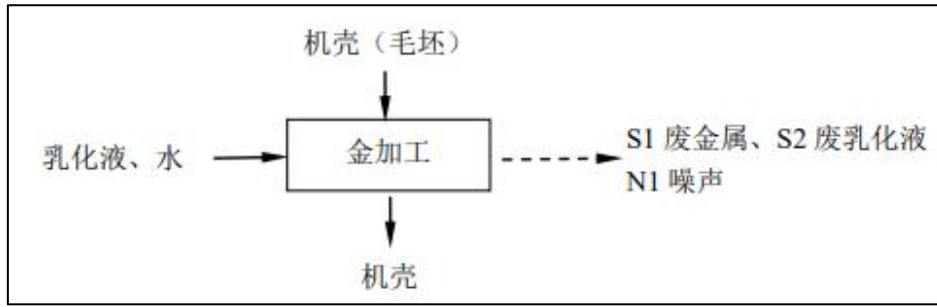 机壳（毛坯）
乳化液、水
金加工
S1 废金属、S2 废乳化液
N1 噪声
机壳